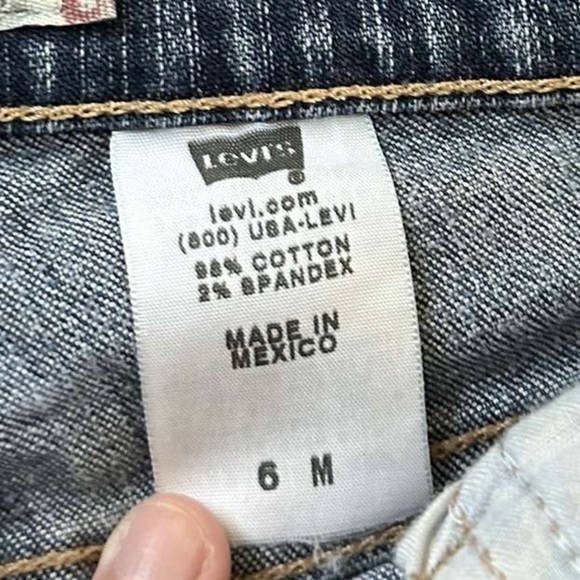 Levi's®
levi.com
(800) USA-LEVI
98% COTTON
2% SPANDEX
MADE IN
MEXICO
6 M